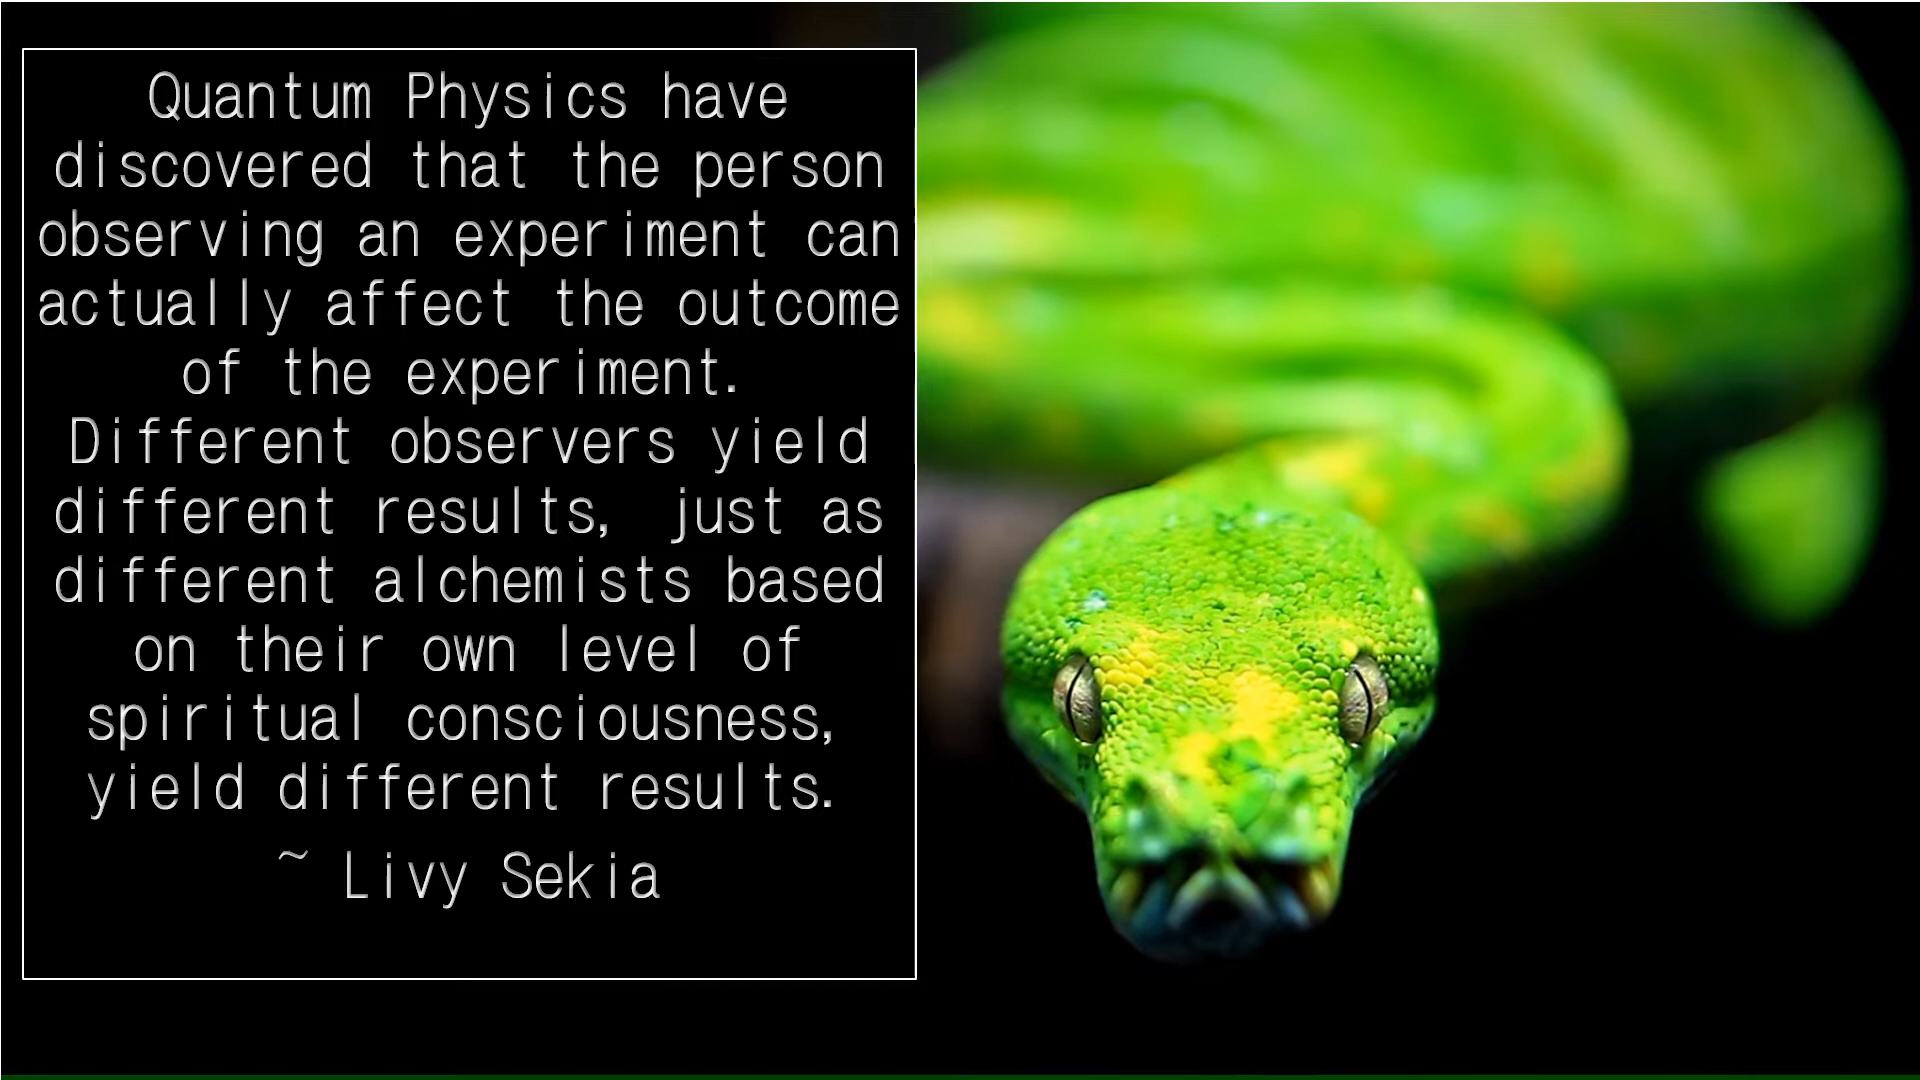 Quantum Physics have
discovered that the person
observing an experiment can
actually affect the outcome
of the experiment.
Different observers yield
different results, just as
different alchemists based
on their own level of
spiritual consciousness,
yield different results.
~ Livy Sekia